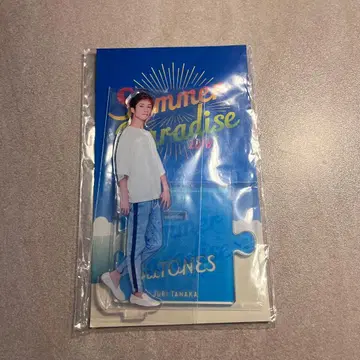 Summer
Paradise
SixTONES
JURI TANAKA